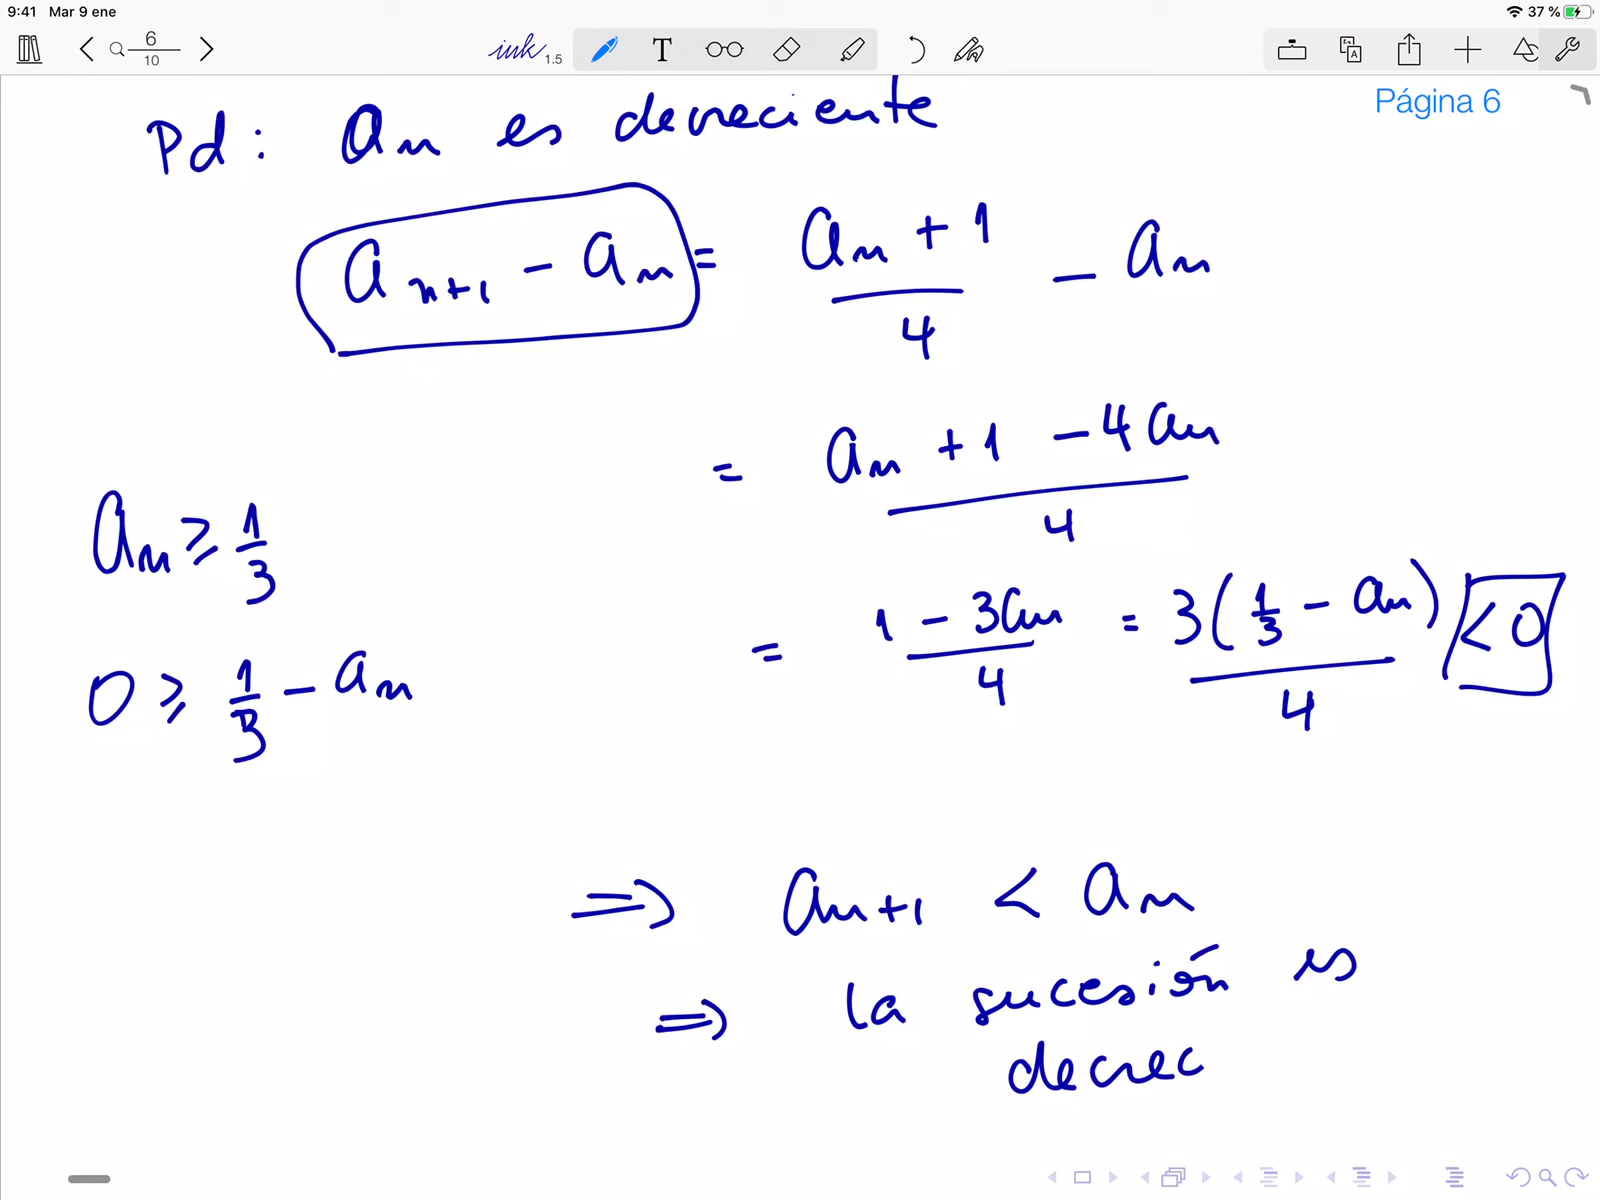 9:41 Mar 9 ene 37 %
6/10 ink 1.5 T
Página 6
Pd: an es decreciente
an+1 - an = (an + 1)/4 - an
= (an + 1 - 4an)/4
an ≥ 1/3
= (1 - 3an)/4 = 3(1/3 - an)/4 < 0
0 ≥ 1/3 - an
⇒ an+1 < an
⇒ la sucesión es
decrec